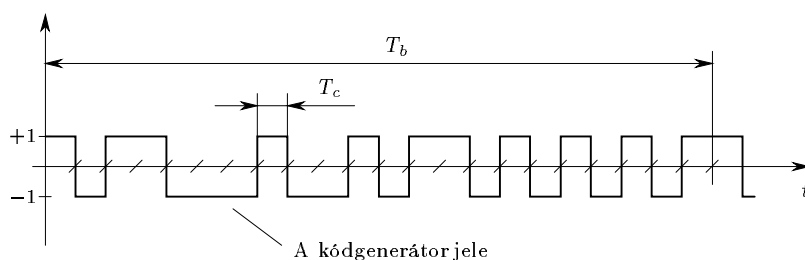 T_b
T_c
+1
−1
t
A kódgenerátor jele